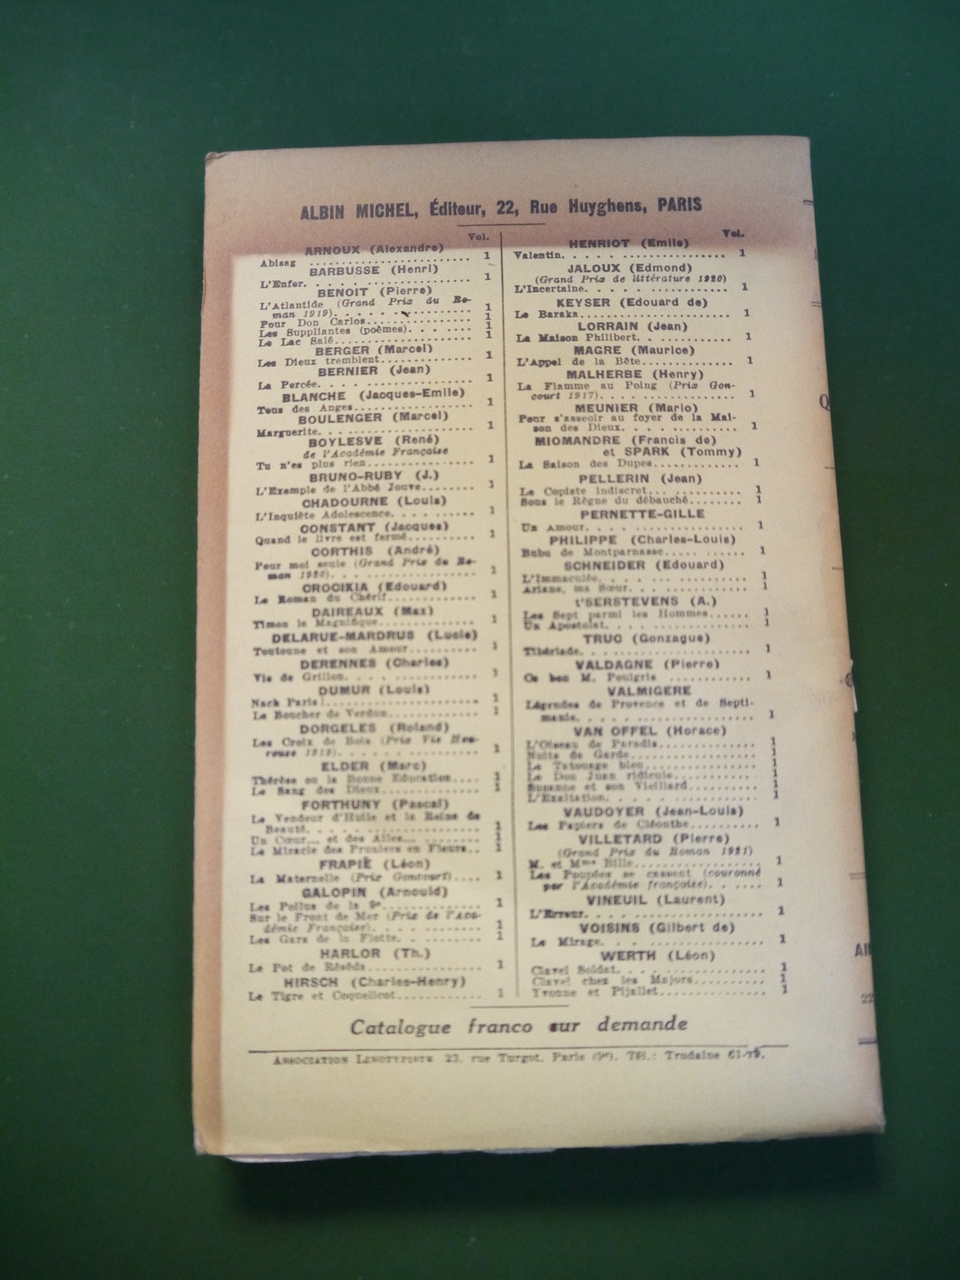 ALBIN MICHEL, Éditeur, 22, Rue Huyghens, PARIS
Vol.
ARNOUX (Alexandre)
Abisag ........................ 1
BARBUSSE (Henri)
L'Enfer. ...................... 1
BENOIT (Pierre)
L'Atlantide (Grand Prix du Ro-
man 1919). .................... 1
Pour Don Carlos ............... 1
Les Suppliantes (poèmes). ..... 1
Le Lac Salé. .................. 1
BERGER (Marcel)
Les Dieux tremblent ........... 1
BERNIER (Jean)
La Percée. .................... 1
BLANCHE (Jacques-Emile)
Tous des Anges ................ 1
BOULENGER (Marcel)
Marguerite. ................... 1
BOYLESVE (René)
de l'Académie Française
Tu n'es plus rien ............. 1
BRUNO-RUBY (J.)
L'Exemple de l'Abbé Jouve ..... 1
CHADOURNE (Louis)
L'Inquiète Adolescence. ....... 1
CONSTANT (Jacques)
Quand le livre est fermé ...... 1
CORTHIS (André)
Pour moi seule (Grand Prix du Ro-
man 1920). .................... 1
CROCIKIA (Edouard)
Le Roman du Chérif ............ 1
DAIREAUX (Max)
Timon le Magnifique ........... 1
DELARUE-MARDRUS (Lucie)
Toutoune et son Amour ......... 1
DERENNES (Charles)
Vie de Grillon. ............... 1
DUMUR (Louis)
Nach Paris! ................... 1
Le Boucher de Verdun .......... 1
DORGELES (Roland)
Les Croix de Bois (Prix Vie Heu-
reuse 1919). .................. 1
ELDER (Marc)
Thérèse ou la Bonne Education .... 1
Le Sang des Dieux ............. 1
FORTHUNY (Pascal)
Le Vendeur d'Huile et la Reine de
Beauté. ....................... 1
Un Cœur... et des Ailes... .... 1
Le Miracle des Pruniers en Fleurs .. 1
FRAPIÉ (Léon)
La Maternelle (Prix Goncourt) .... 1
GALOPIN (Arnould)
Les Poilus de la 9e ........... 1
Sur le Front de Mer (Prix de l'Aca-
démie Française). ............. 1
Les Gars de la Flotte. ........ 1
HARLOR (Th.)
Le Pot de Réséda .............. 1
HIRSCH (Charles-Henry)
Le Tigre et Coquelicot ........ 1
Vol.
HENRIOT (Emile)
Valentin. ..................... 1
JALOUX (Edmond)
(Grand Prix de littérature 1920)
L'Incertaine. ................. 1
KEYSER (Edouard de)
Le Baraka ..................... 1
LORRAIN (Jean)
La Maison Philibert. .......... 1
MAGRE (Maurice)
L'Appel de la Bête ............ 1
MALHERBE (Henry)
La Flamme au Poing (Prix Gon-
court 1917). .................. 1
MEUNIER (Mario)
Pour s'asseoir au foyer de la Mai-
son des Dieux. ................ 1
MIOMANDRE (Francis de)
et SPARK (Tommy)
La Saison des Dupes ........... 1
PELLERIN (Jean)
Le Copiste indiscret .......... 1
Sous le Règne du débauché. .... 1
PERNETTE-GILLE
Un Amour. ..................... 1
PHILIPPE (Charles-Louis)
Bubu de Montparnasse .......... 1
SCHNEIDER (Edouard)
L'Immaculée. .................. 1
Ariane, ma Sœur. .............. 1
t'SERSTEVENS (A.)
Les Sept parmi les Hommes ..... 1
Un Apostolat. ................. 1
TRUC (Gonzague)
Tibériade. .................... 1
VALDAGNE (Pierre)
Ce bon M. Poulgris ............ 1
VALMIGERE
Légendes de Provence et de Septi-
manie. ........................ 1
VAN OFFEL (Horace)
L'Oiseau de Paradis ........... 1
Nuits de Garde ................ 1
Le Tatouage bleu .............. 1
Le Don Juan ridicule .......... 1
Suzanne et son Vieillard ...... 1
L'Exaltation. ................. 1
VAUDOYER (Jean-Louis)
Les Papiers de Cléonthe ....... 1
VILLETARD (Pierre)
(Grand Prix du Roman 1921)
M. et Mme Bille ............... 1
Les Poupées se cassent (couronné
par l'Académie française). .... 1
VINEUIL (Laurent)
L'Erreur. ..................... 1
VOISINS (Gilbert de)
Le Mirage. .................... 1
WERTH (Léon)
Clavel Soldat. ................ 1
Clavel chez les Majors ........ 1
Yvonne et Pijallet ............ 1
Catalogue franco sur demande
ASSOCIATION LINOTYPISTE 23, rue Turgot, Paris (9e). Tél.: Trudaine 61-79.